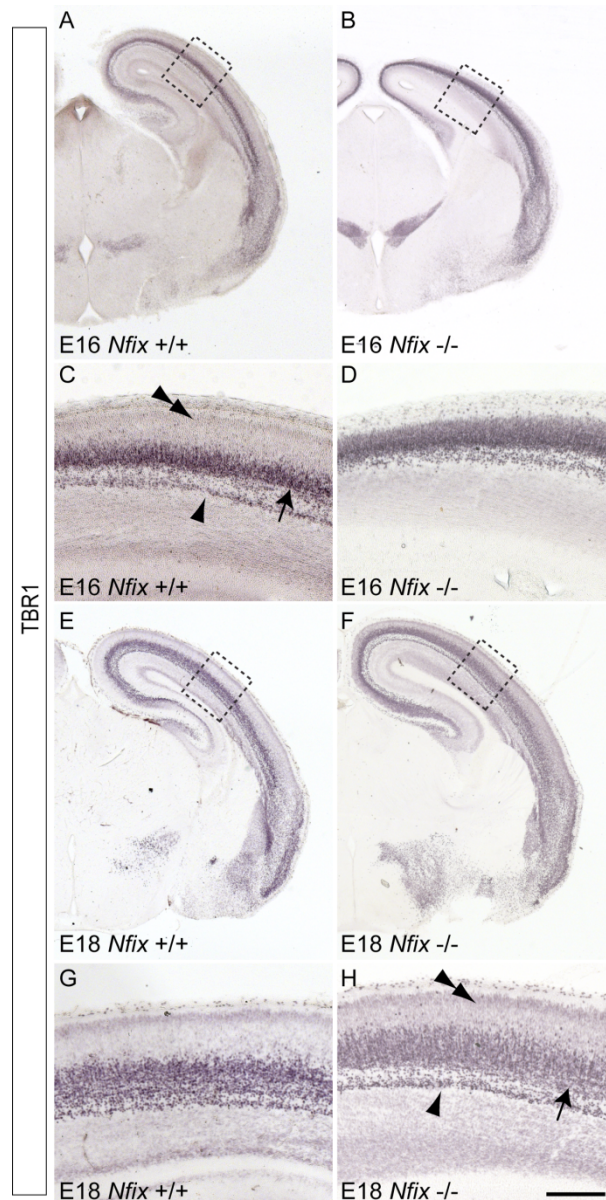 A
B
E16 Nfix +/+
E16 Nfix -/-
C
D
E16 Nfix +/+
E16 Nfix -/-
TBR1
E
F
E18 Nfix +/+
E18 Nfix -/-
G
H
E18 Nfix +/+
E18 Nfix -/-